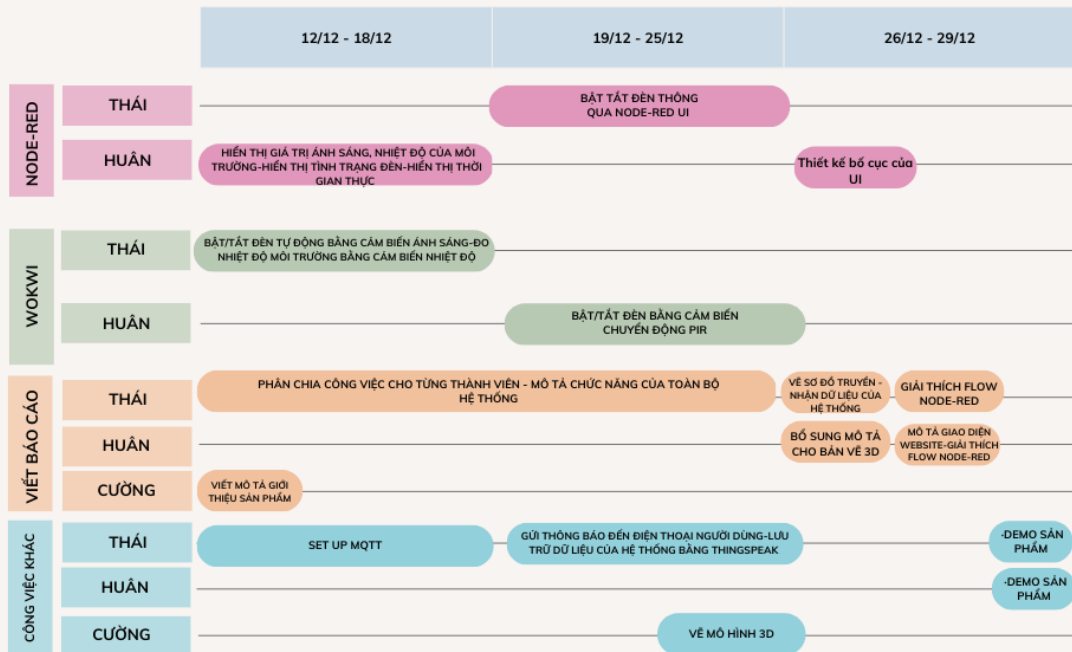 12/12 - 18/12
19/12 - 25/12
26/12 - 29/12
NODE-RED
THÁI
BẬT TẮT ĐÈN THÔNG
QUA NODE-RED UI
HUÂN
HIỂN THỊ GIÁ TRỊ ÁNH SÁNG, NHIỆT ĐỘ CỦA MÔI
TRƯỜNG-HIỂN THỊ TÌNH TRẠNG ĐÈN-HIỂN THỊ THỜI
GIAN THỰC
Thiết kế bố cục của
UI
WOKWI
THÁI
BẬT/TẮT ĐÈN TỰ ĐỘNG BẰNG CẢM BIẾN ÁNH SÁNG-ĐO
NHIỆT ĐỘ MÔI TRƯỜNG BẰNG CẢM BIẾN NHIỆT ĐỘ
HUÂN
BẬT/TẮT ĐÈN BẰNG CẢM BIẾN
CHUYỂN ĐỘNG PIR
VIẾT BÁO CÁO
THÁI
PHÂN CHIA CÔNG VIỆC CHO TỪNG THÀNH VIÊN - MÔ TẢ CHỨC NĂNG CỦA TOÀN BỘ
HỆ THỐNG
VẼ SƠ ĐỒ TRUYỀN -
NHẬN DỮ LIỆU CỦA
HỆ THỐNG
GIẢI THÍCH FLOW
NODE-RED
HUÂN
BỔ SUNG MÔ TẢ
CHO BẢN VẼ 3D
MÔ TẢ GIAO DIỆN
WEBSITE-GIẢI THÍCH
FLOW NODE-RED
CƯỜNG
VIẾT MÔ TẢ GIỚI
THIỆU SẢN PHẨM
CÔNG VIỆC KHÁC
THÁI
SET UP MQTT
GỬI THÔNG BÁO ĐẾN ĐIỆN THOẠI NGƯỜI DÙNG-LƯU
TRỮ DỮ LIỆU CỦA HỆ THỐNG BẰNG THINGSPEAK
-DEMO SẢN
PHẨM
HUÂN
-DEMO SẢN
PHẨM
CƯỜNG
VẼ MÔ HÌNH 3D